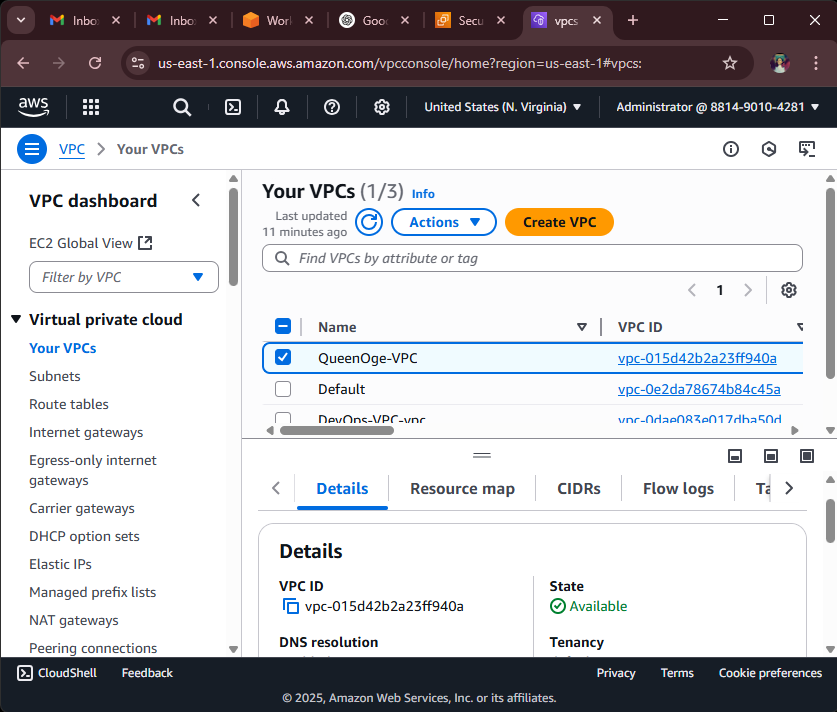 Inbo
Inbo
Work
Goo
Secu
vpcs
us-east-1.console.aws.amazon.com/vpcconsole/home?region=us-east-1#vpcs:
aws
United States (N. Virginia)
Administrator @ 8814-9010-4281
VPC
Your VPCs
VPC dashboard
EC2 Global View
Filter by VPC
Virtual private cloud
Your VPCs
Subnets
Route tables
Internet gateways
Egress-only internet
gateways
Carrier gateways
DHCP option sets
Elastic IPs
Managed prefix lists
NAT gateways
Peering connections
Your VPCs (1/3) Info
Last updated
11 minutes ago
Actions
Create VPC
Find VPCs by attribute or tag
1
Name
VPC ID
QueenOge-VPC
vpc-015d42b2a23ff940a
Default
vpc-0e2da78674b84c45a
DevOps-VPC-vpc
vpc-0dae083e017dba50d
Details
Resource map
CIDRs
Flow logs
Ta
Details
VPC ID
vpc-015d42b2a23ff940a
State
Available
DNS resolution
Tenancy
CloudShell
Feedback
Privacy
Terms
Cookie preferences
© 2025, Amazon Web Services, Inc. or its affiliates.